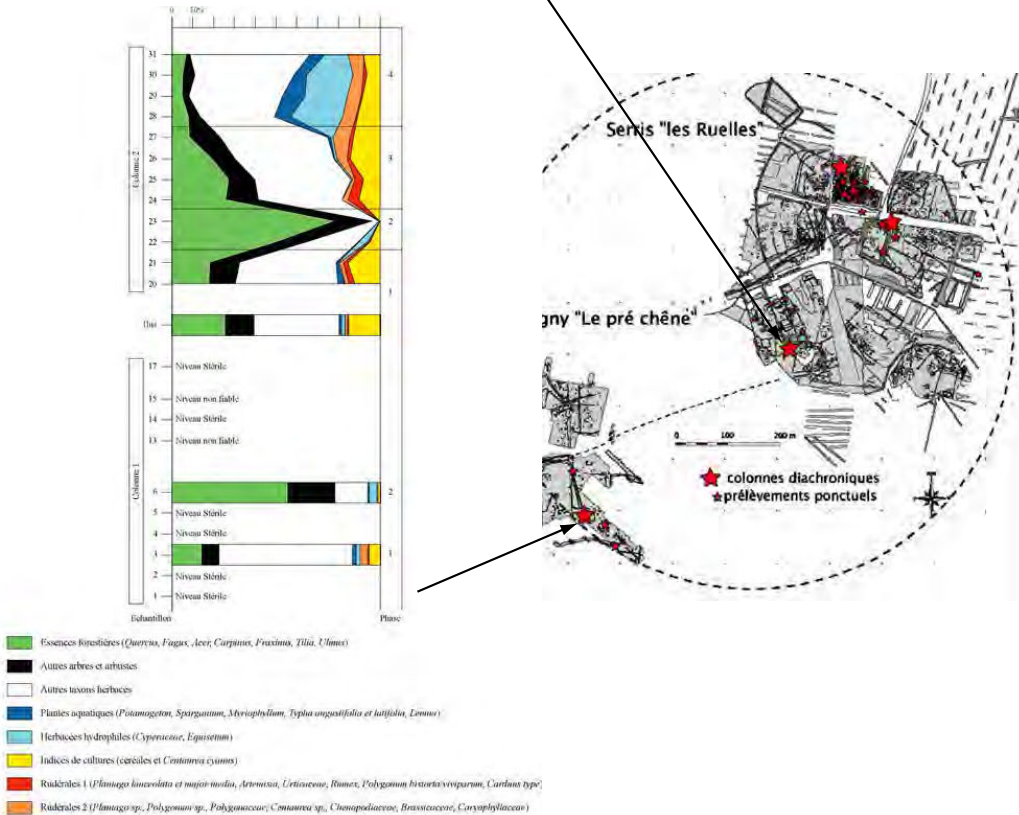 0 10%
31
30
29
28
27
26
25
24
23
22
21
20
Colonne 2
4
3
2
1
17 Niveau Stérile
15 Niveau non fiable
14 Niveau Stérile
13 Niveau non fiable
Colonne 1
6
2
5 Niveau Stérile
4 Niveau Stérile
3
1
2 Niveau Stérile
1 Niveau Stérile
Echantillon Phase
Essences forestières (Quercus, Fagus, Acer, Carpinus, Fraxinus, Tilia, Ulmus)
Autres arbres et arbustes
Autres taxons herbacés
Plantes aquatiques (Potamogeton, Sparganium, Myriophyllum, Typha angustifolia et latifolia, Lemna)
Herbacées hydrophiles (Cyperaceae, Equisetum)
Indices de cultures (céréales et Centaurea cyanus)
Rudérales 1 (Plantago lanceolata et major/media, Artemisia, Urticaceae, Rumex, Polygonum bistorta/viviparum, Carduus type)
Rudérales 2 (Plantago sp., Polygonum sp., Polygonaceae, Centaurea sp., Chenopodiaceae, Brassicaceae, Caryophyllaceae)
Serris "les Ruelles"
gny "Le pré chêne"
0 100 200 m
colonnes diachroniques
prélèvements ponctuels